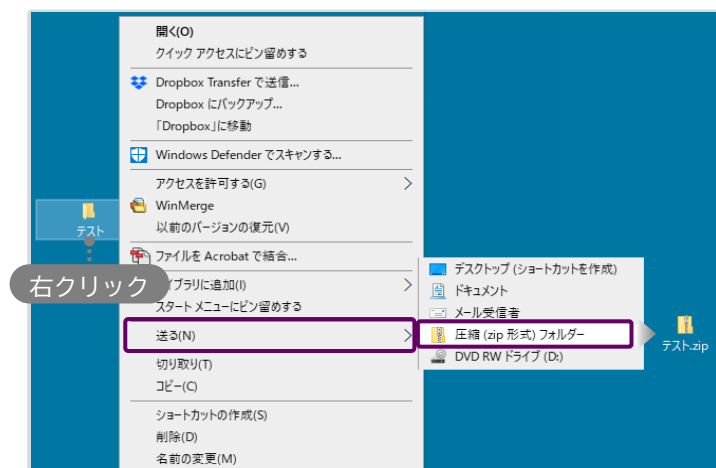 開く(O)
クイック アクセスにピン留めする
Dropbox Transfer で送信...
Dropbox にバックアップ...
「Dropbox」に移動
Windows Defender でスキャンする...
アクセスを許可する(G)
WinMerge
以前のバージョンの復元(V)
テスト
ファイルを Acrobat で結合...
右クリック
イブラリに追加(I)
スタート メニューにピン留めする
送る(N)
切り取り(T)
コピー(C)
ショートカットの作成(S)
削除(D)
名前の変更(M)
デスクトップ (ショートカットを作成)
ドキュメント
メール受信者
圧縮 (zip 形式) フォルダー
DVD RW ドライブ (D:)
テスト.zip